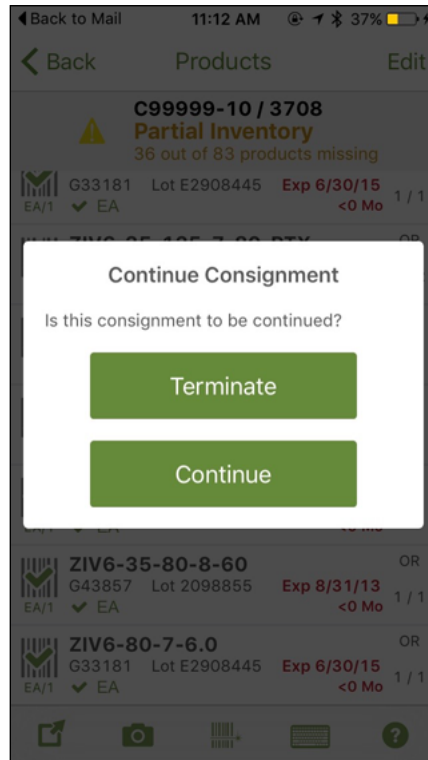 Back to Mail 11:12 AM 37%
Back Products Edit
C99999-10 / 3708
Partial Inventory
36 out of 83 products missing
G33181 Lot E2908445 Exp 6/30/15
EA/1 EA <0 Mo 1 / 1
Continue Consignment
Is this consignment to be continued?
Terminate
Continue
ZIV6-35-80-8-60 OR
G43857 Lot 2098855 Exp 8/31/13
EA/1 EA <0 Mo 1 / 1
ZIV6-80-7-6.0 OR
G33181 Lot E2908445 Exp 6/30/15
EA/1 EA <0 Mo 1 / 1
?